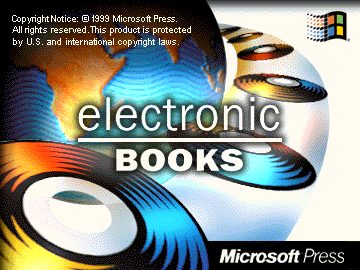 Copyright Notice: © 1999 Microsoft Press.
All rights reserved. This product is protected
by U.S. and international copyright laws.
electronic
BOOKS
Microsoft Press